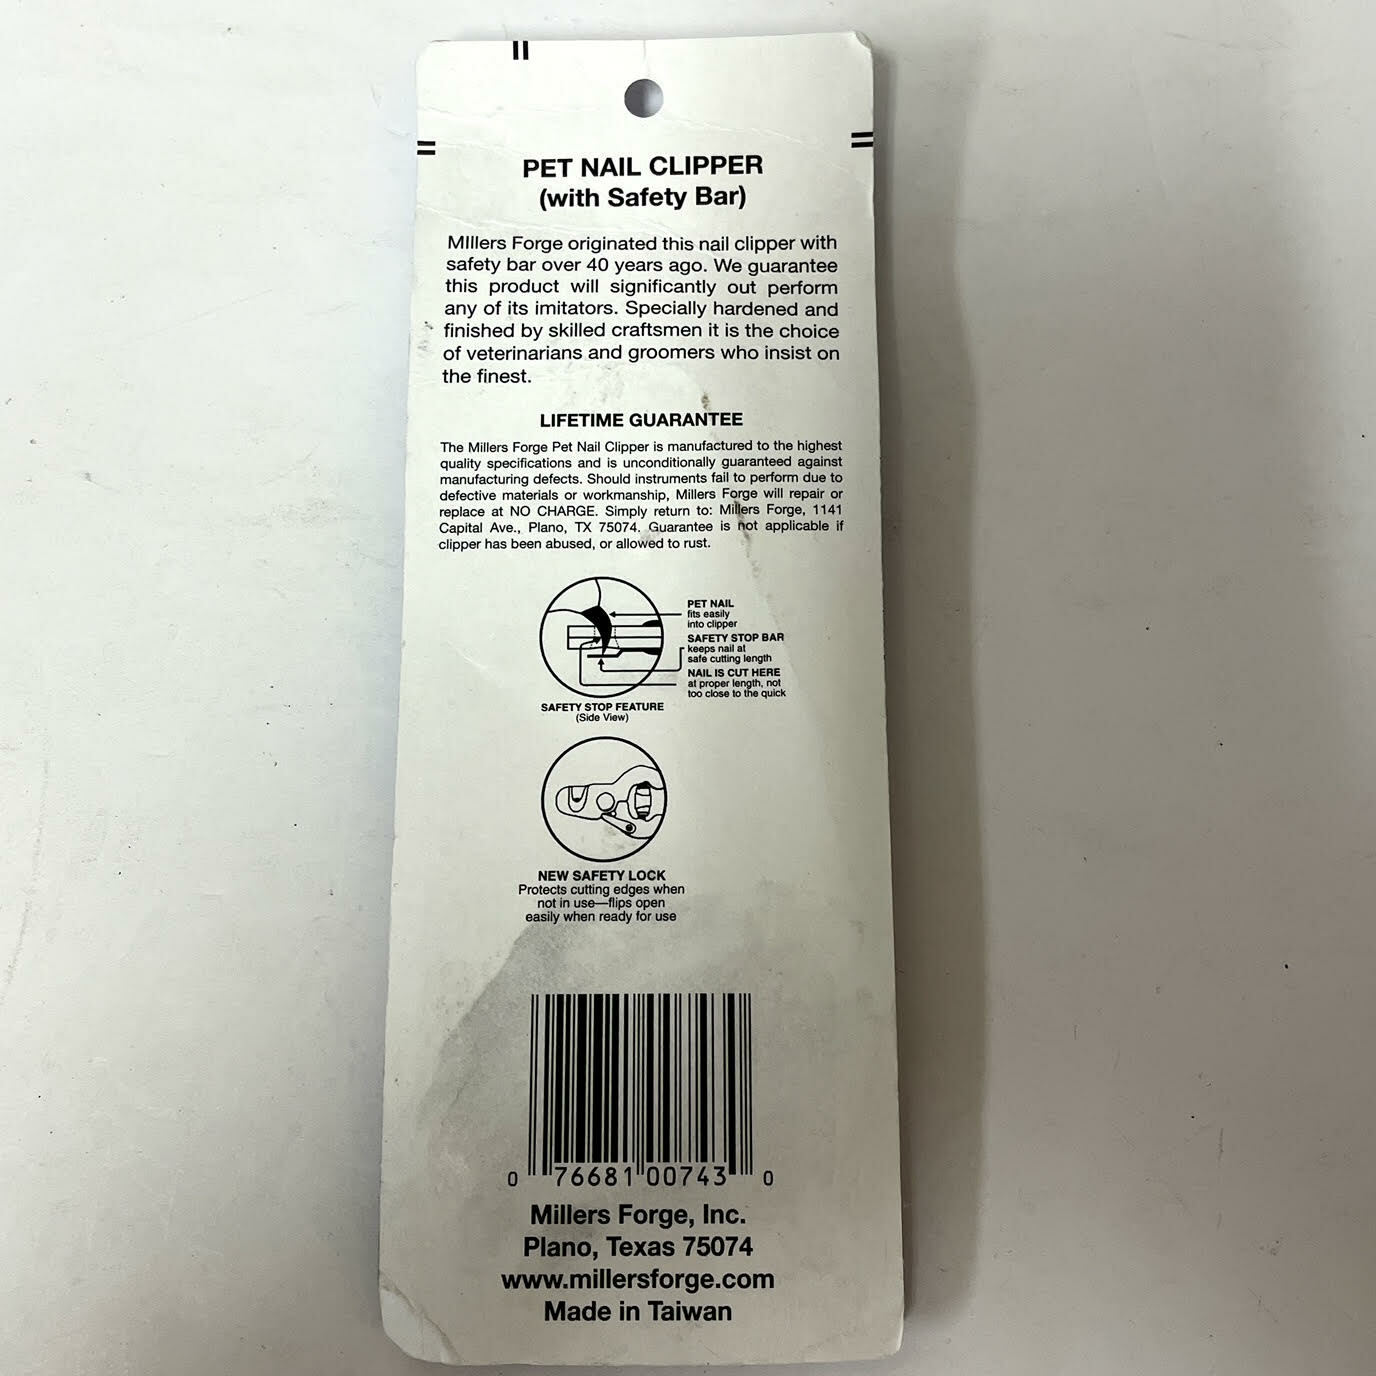 PET NAIL CLIPPER
(with Safety Bar)
MIllers Forge originated this nail clipper with
safety bar over 40 years ago. We guarantee
this product will significantly out perform
any of its imitators. Specially hardened and
finished by skilled craftsmen it is the choice
of veterinarians and groomers who insist on
the finest.
LIFETIME GUARANTEE
The Millers Forge Pet Nail Clipper is manufactured to the highest
quality specifications and is unconditionally guaranteed against
manufacturing defects. Should instruments fail to perform due to
defective materials or workmanship, Millers Forge will repair or
replace at NO CHARGE. Simply return to: Millers Forge, 1141
Capital Ave., Plano, TX 75074. Guarantee is not applicable if
clipper has been abused, or allowed to rust.
PET NAIL
fits easily
into clipper
SAFETY STOP BAR
keeps nail at
safe cutting length
NAIL IS CUT HERE
at proper length, not
too close to the quick
SAFETY STOP FEATURE
(Side View)
NEW SAFETY LOCK
Protects cutting edges when
not in use—flips open
easily when ready for use
0 76681 00743 0
Millers Forge, Inc.
Plano, Texas 75074
www.millersforge.com
Made in Taiwan